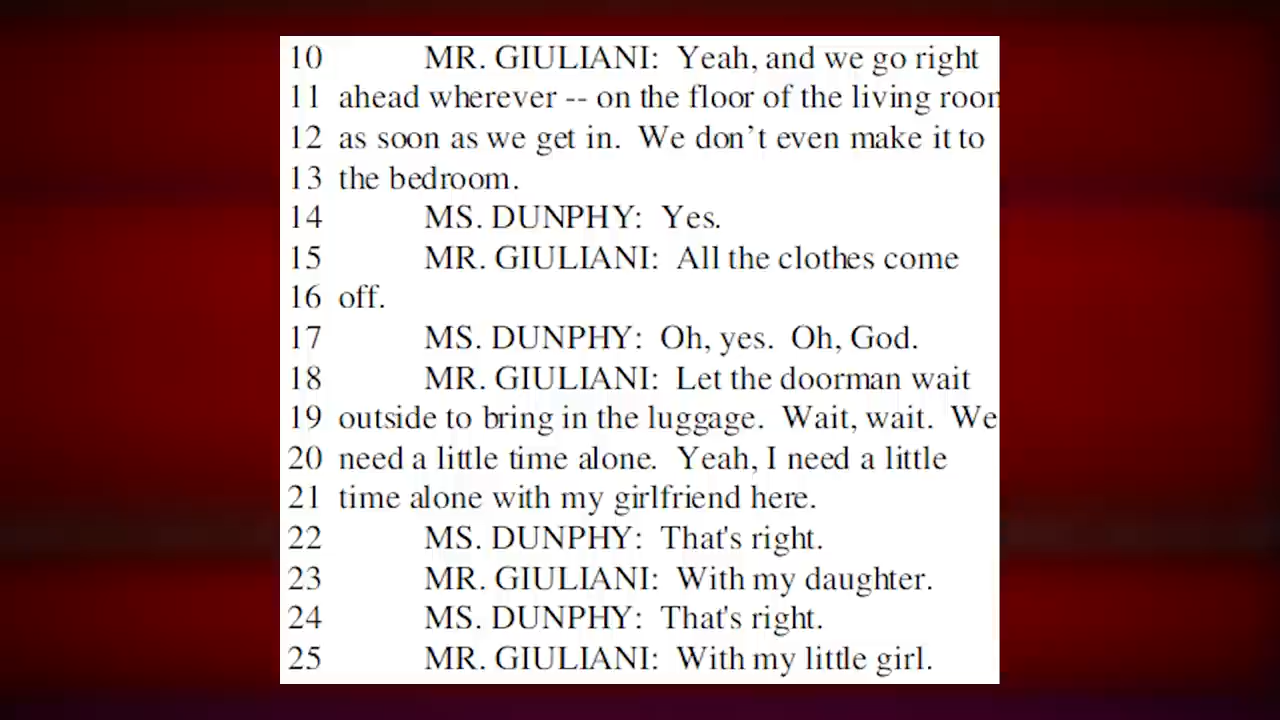 10 MR. GIULIANI: Yeah, and we go right
11 ahead wherever -- on the floor of the living room
12 as soon as we get in. We don’t even make it to
13 the bedroom.
14 MS. DUNPHY: Yes.
15 MR. GIULIANI: All the clothes come
16 off.
17 MS. DUNPHY: Oh, yes. Oh, God.
18 MR. GIULIANI: Let the doorman wait
19 outside to bring in the luggage. Wait, wait. We
20 need a little time alone. Yeah, I need a little
21 time alone with my girlfriend here.
22 MS. DUNPHY: That's right.
23 MR. GIULIANI: With my daughter.
24 MS. DUNPHY: That's right.
25 MR. GIULIANI: With my little girl.